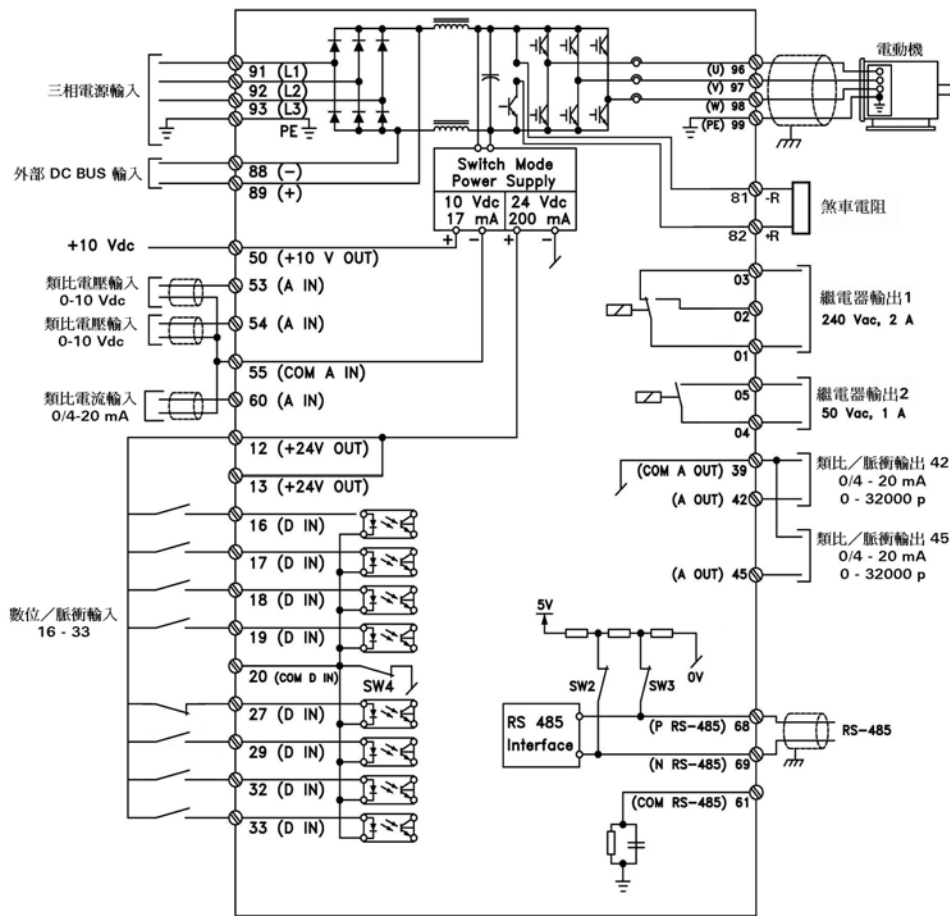 三相電源輸入
91 (L1)
92 (L2)
93 (L3)
PE
外部 DC BUS 輸入
88 (−)
89 (+)
+10 Vdc
50 (+10 V OUT)
類比電壓輸入
0-10 Vdc
53 (A IN)
類比電壓輸入
0-10 Vdc
54 (A IN)
55 (COM A IN)
類比電流輸入
0/4-20 mA
60 (A IN)
12 (+24V OUT)
13 (+24V OUT)
16 (D IN)
17 (D IN)
18 (D IN)
數位／脈衝輸入
16 - 33
19 (D IN)
20 (COM D IN)
SW4
27 (D IN)
29 (D IN)
32 (D IN)
33 (D IN)
Switch Mode
Power Supply
10 Vdc
17 mA
24 Vdc
200 mA
+ − + −
電動機
(U) 96
(V) 97
(W) 98
(PE) 99
81 -R
82 +R
煞車電阻
03
02
01
繼電器輸出1
240 Vac, 2 A
05
04
繼電器輸出2
50 Vac, 1 A
(COM A OUT) 39
(A OUT) 42
類比／脈衝輸出 42
0/4 - 20 mA
0 - 32000 p
(A OUT) 45
類比／脈衝輸出 45
0/4 - 20 mA
0 - 32000 p
5V
0V
SW2
SW3
RS 485
Interface
(P RS-485) 68
(N RS-485) 69
RS-485
(COM RS-485) 61